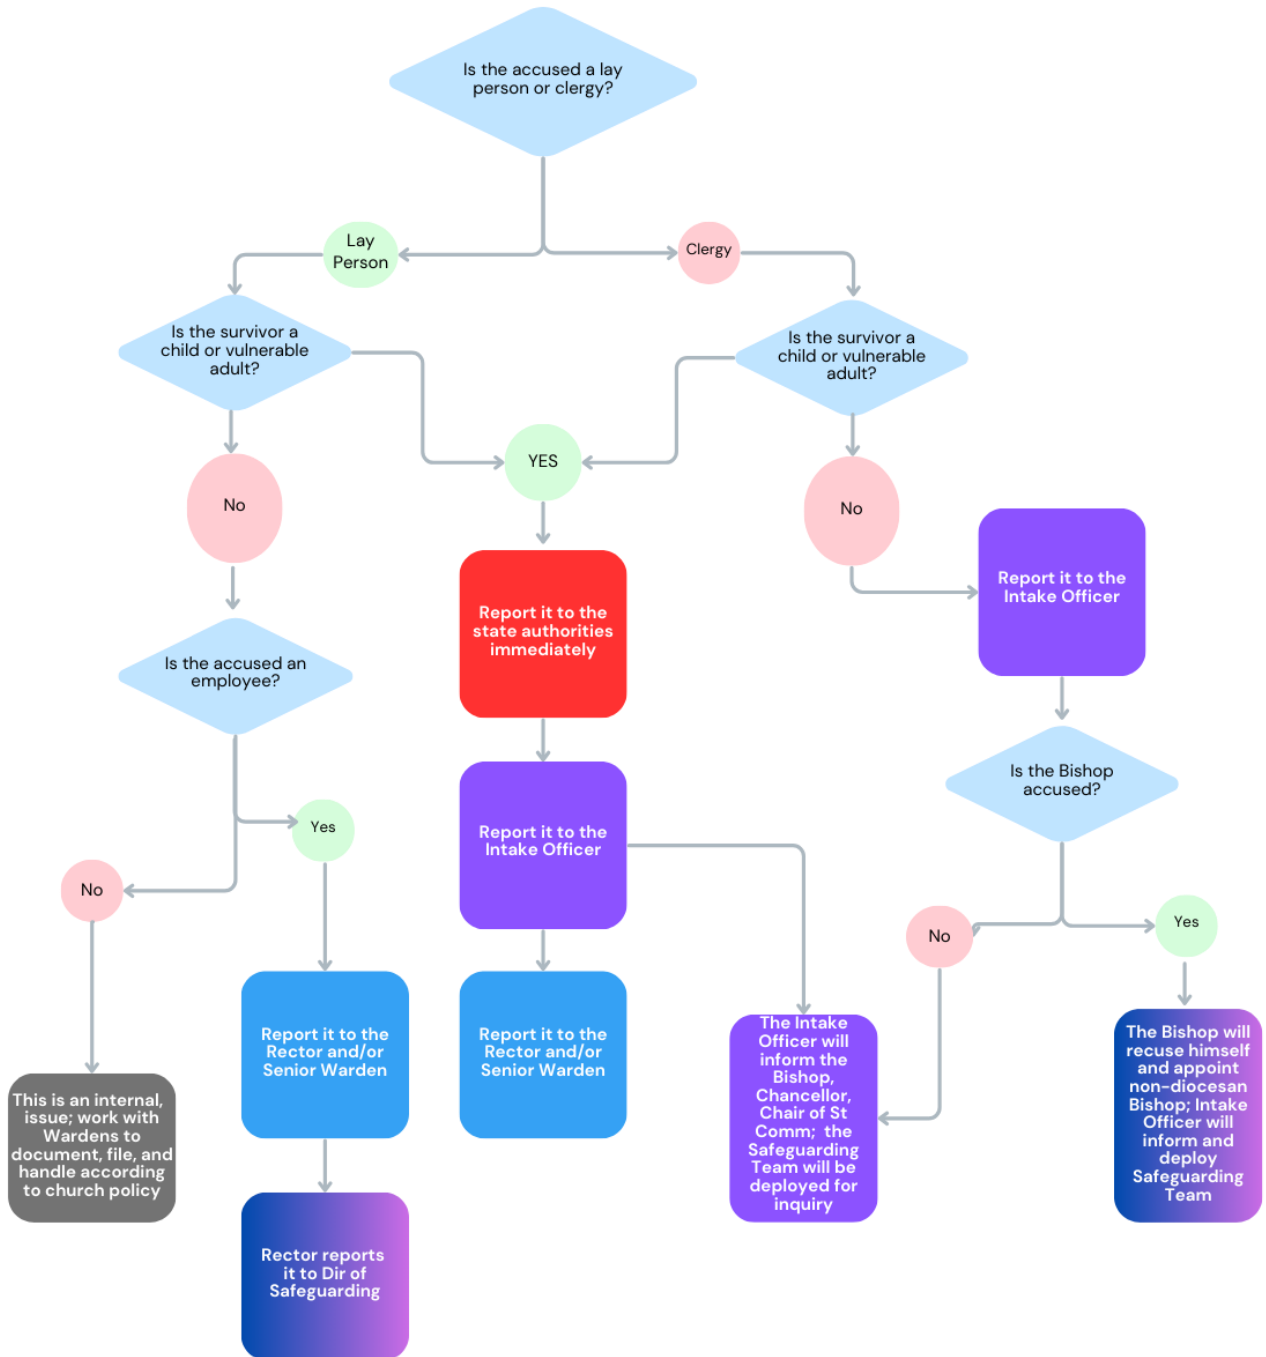 Is the accused a lay
person or clergy?
Lay
Person
Clergy
Is the survivor a
child or vulnerable
adult?
Is the survivor a
child or vulnerable
adult?
YES
No
No
Report it to the
state authorities
immediately
Report it to the
Intake Officer
Is the accused an
employee?
Is the Bishop
accused?
Report it to the
Intake Officer
Yes
No
No
Yes
Report it to the
Rector and/or
Senior Warden
Report it to the
Rector and/or
Senior Warden
The Intake
Officer will
inform the
Bishop,
Chancellor,
Chair of St
Comm; the
Safeguarding
Team will be
deployed for
inquiry
The Bishop will
recuse himself
and appoint
non-diocesan
Bishop; Intake
Officer will
inform and
deploy
Safeguarding
Team
This is an internal,
issue; work with
Wardens to
document, file, and
handle according
to church policy
Rector reports
it to Dir of
Safeguarding